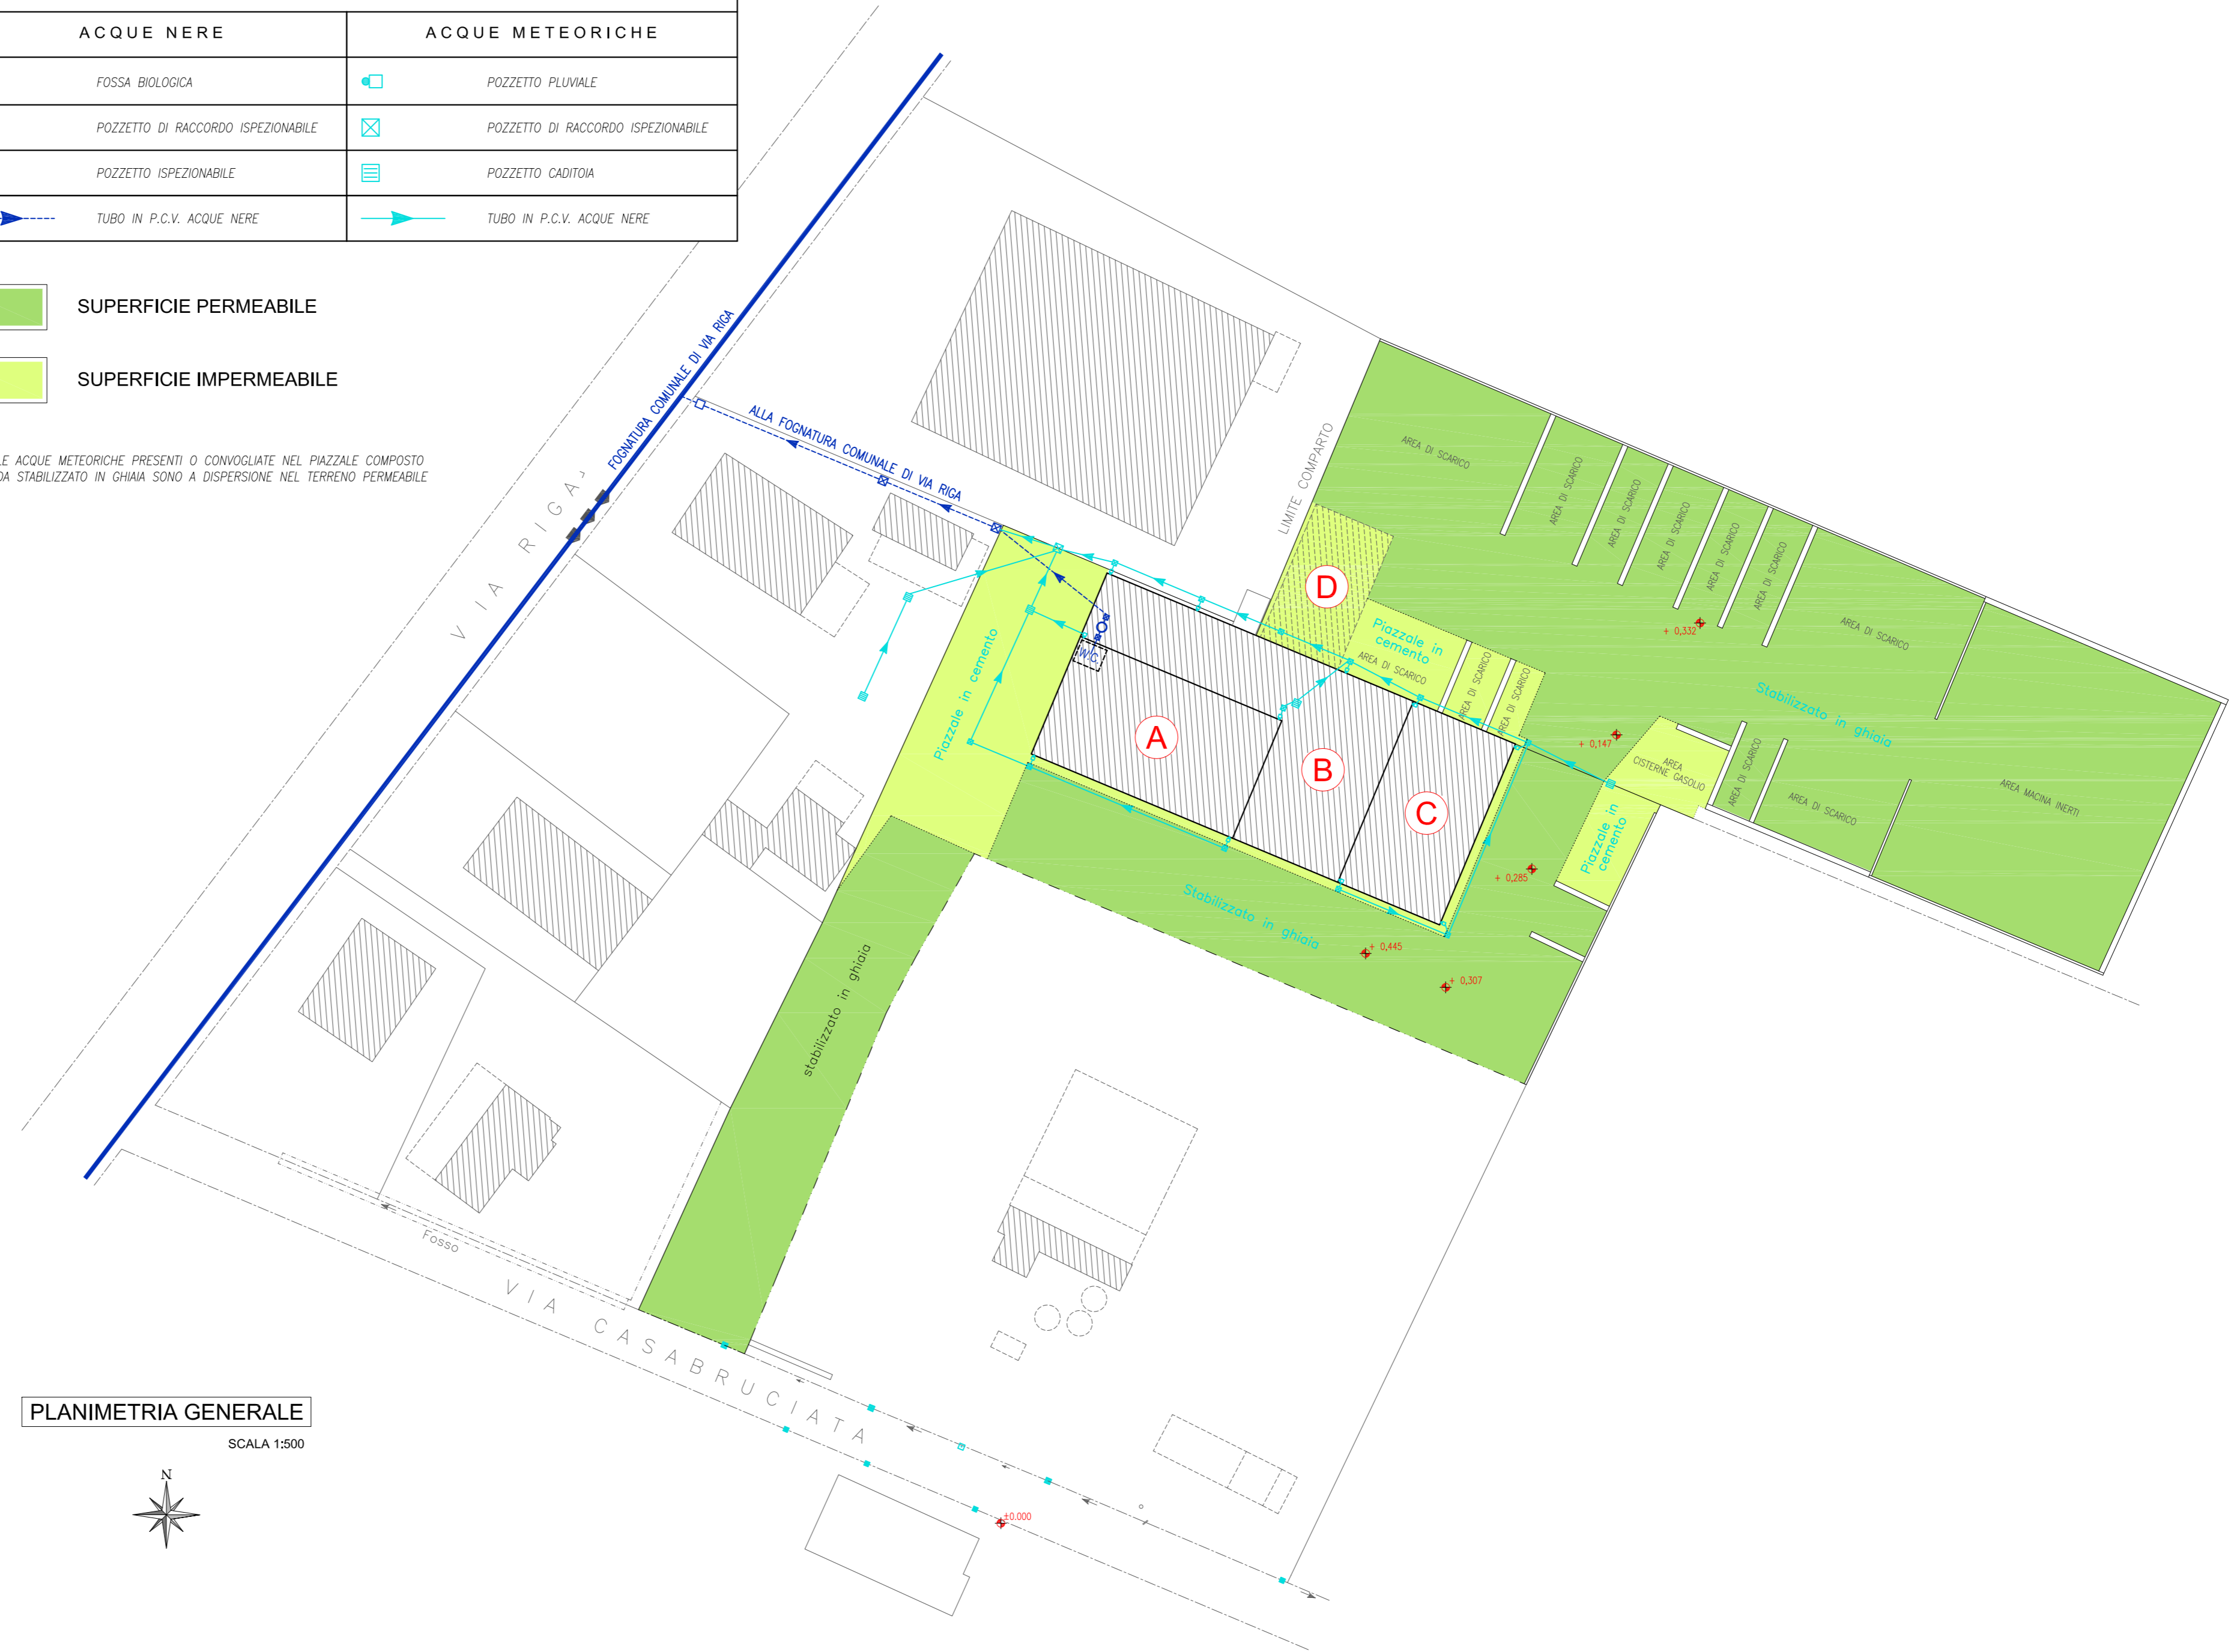 ACQUE NERE
ACQUE METEORICHE
FOSSA BIOLOGICA
POZZETTO PLUVIALE
POZZETTO DI RACCORDO ISPEZIONABILE
POZZETTO DI RACCORDO ISPEZIONABILE
POZZETTO ISPEZIONABILE
POZZETTO CADITOIA
TUBO IN P.C.V. ACQUE NERE
TUBO IN P.C.V. ACQUE NERE
SUPERFICIE PERMEABILE
SUPERFICIE IMPERMEABILE
LE ACQUE METEORICHE PRESENTI O CONVOGLIATE NEL PIAZZALE COMPOSTO
DA STABILIZZATO IN GHIAIA SONO A DISPERSIONE NEL TERRENO PERMEABILE
VIA RIGA
FOGNATURA COMUNALE DI VIA RIGA
ALLA FOGNATURA COMUNALE DI VIA RIGA
LIMITE COMPARTO
AREA DI SCARICO
AREA DI SCARICO
AREA DI SCARICO
AREA DI SCARICO
AREA DI SCARICO
AREA DI SCARICO
AREA DI SCARICO
+ 0,332
D
Piazzale in
cemento
AREA DI SCARICO
AREA DI SCARICO
AREA DI SCARICO
W.C.
Piazzale in cemento
A
B
C
Stabilizzato in ghiaia
+ 0,147
AREA
CISTERNE GASOLIO
AREA DI SCARICO
AREA DI SCARICO
AREA MACINA INERTI
Piazzale in
cemento
+ 0,285
Stabilizzato in ghiaia
+ 0,445
+ 0,307
stabilizzato in ghiaia
Fosso
VIA CASABRUCIATA
±0.000
PLANIMETRIA GENERALE
SCALA 1:500
N